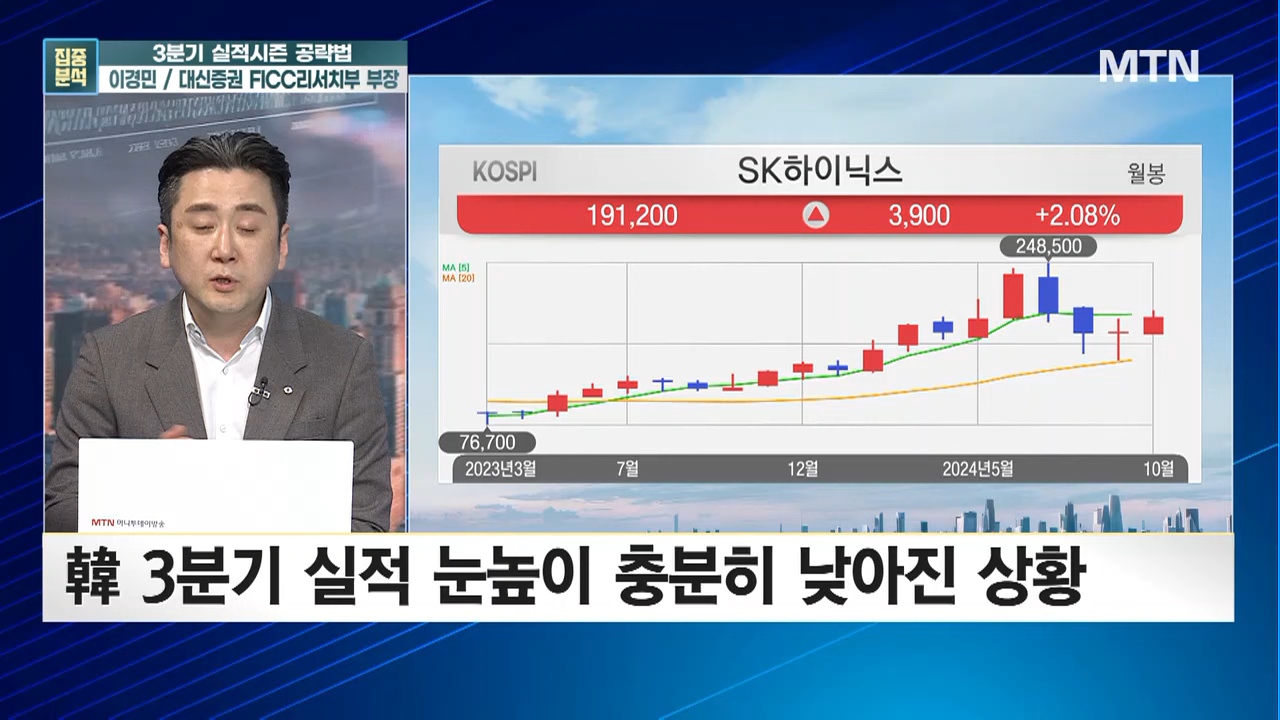 집중
분석
3분기 실적시즌 공략법
이경민 / 대신증권 FICC리서치부 부장
MTN
KOSPI
SK하이닉스
월봉
191,200
3,900
+2.08%
248,500
MA [5]
MA [20]
76,700
2023년3월
7월
12월
2024년5월
10월
MTN 머니투데이방송
韓 3분기 실적 눈높이 충분히 낮아진 상황